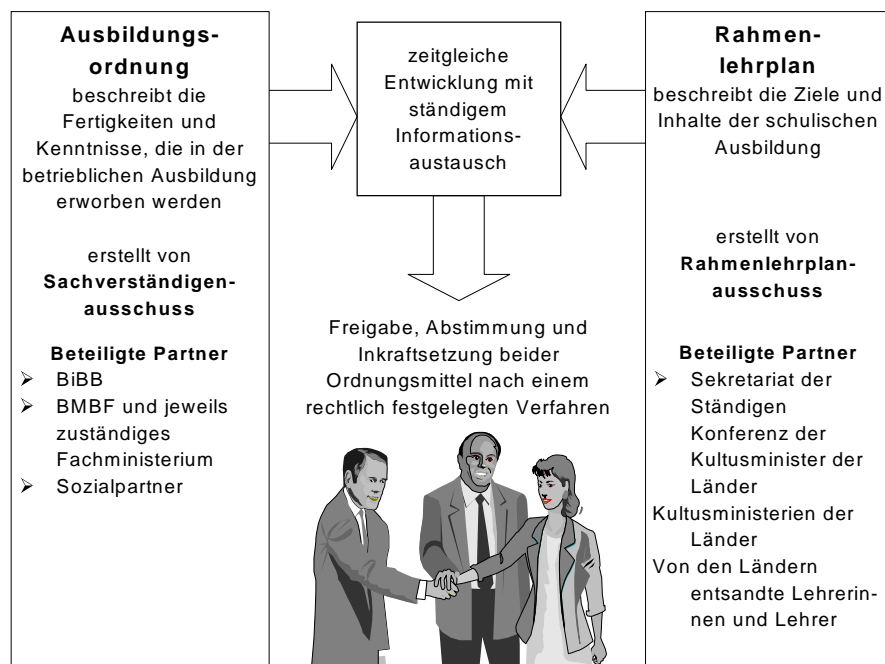 Ausbildungs-
ordnung
beschreibt die
Fertigkeiten und
Kenntnisse, die in der
betrieblichen Ausbildung
erworben werden
erstellt von
Sachverständigen-
ausschuss
Beteiligte Partner
➢ BiBB
➢ BMBF und jeweils
zuständiges
Fachministerium
➢ Sozialpartner
zeitgleiche
Entwicklung mit
ständigem
Informations-
austausch
Freigabe, Abstimmung und
Inkraftsetzung beider
Ordnungsmittel nach einem
rechtlich festgelegten Verfahren
Rahmen-
lehrplan
beschreibt die Ziele und
Inhalte der schulischen
Ausbildung
erstellt von
Rahmenlehrplan-
ausschuss
Beteiligte Partner
➢ Sekretariat der
Ständigen
Konferenz der
Kultusminister der
Länder
Kultusministerien der
Länder
Von den Ländern
entsandte Lehrerin-
nen und Lehrer